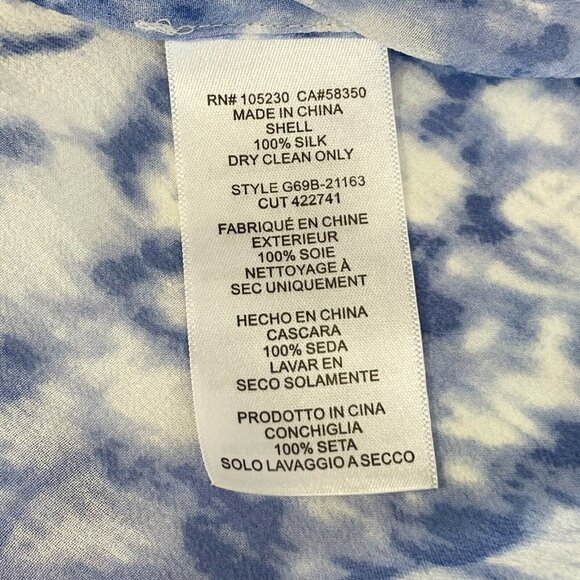 RN# 105230 CA#58350
MADE IN CHINA
SHELL
100% SILK
DRY CLEAN ONLY
STYLE G69B-21163
CUT 422741
FABRIQUÉ EN CHINE
EXTERIEUR
100% SOIE
NETTOYAGE À
SEC UNIQUEMENT
HECHO EN CHINA
CASCARA
100% SEDA
LAVAR EN
SECO SOLAMENTE
PRODOTTO IN CINA
CONCHIGLIA
100% SETA
SOLO LAVAGGIO A SECCO